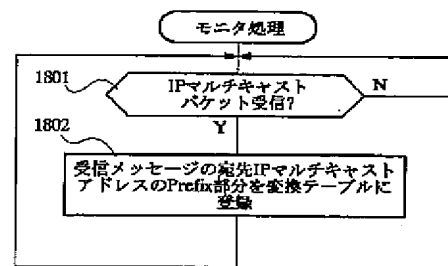 モニタ処理
1801
IPマルチキャスト
パケット受信?
N
Y
1802
受信メッセージの宛先IPマルチキャスト
アドレスのPrefix部分を変換テーブルに
登録